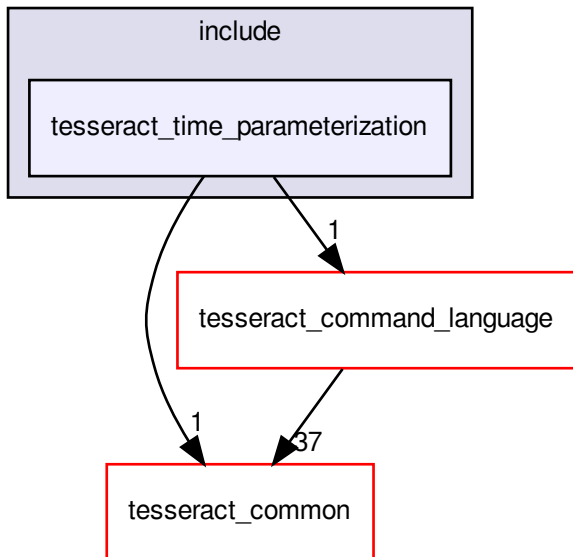 include
tesseract_time_parameterization
1
tesseract_command_language
1
37
tesseract_common